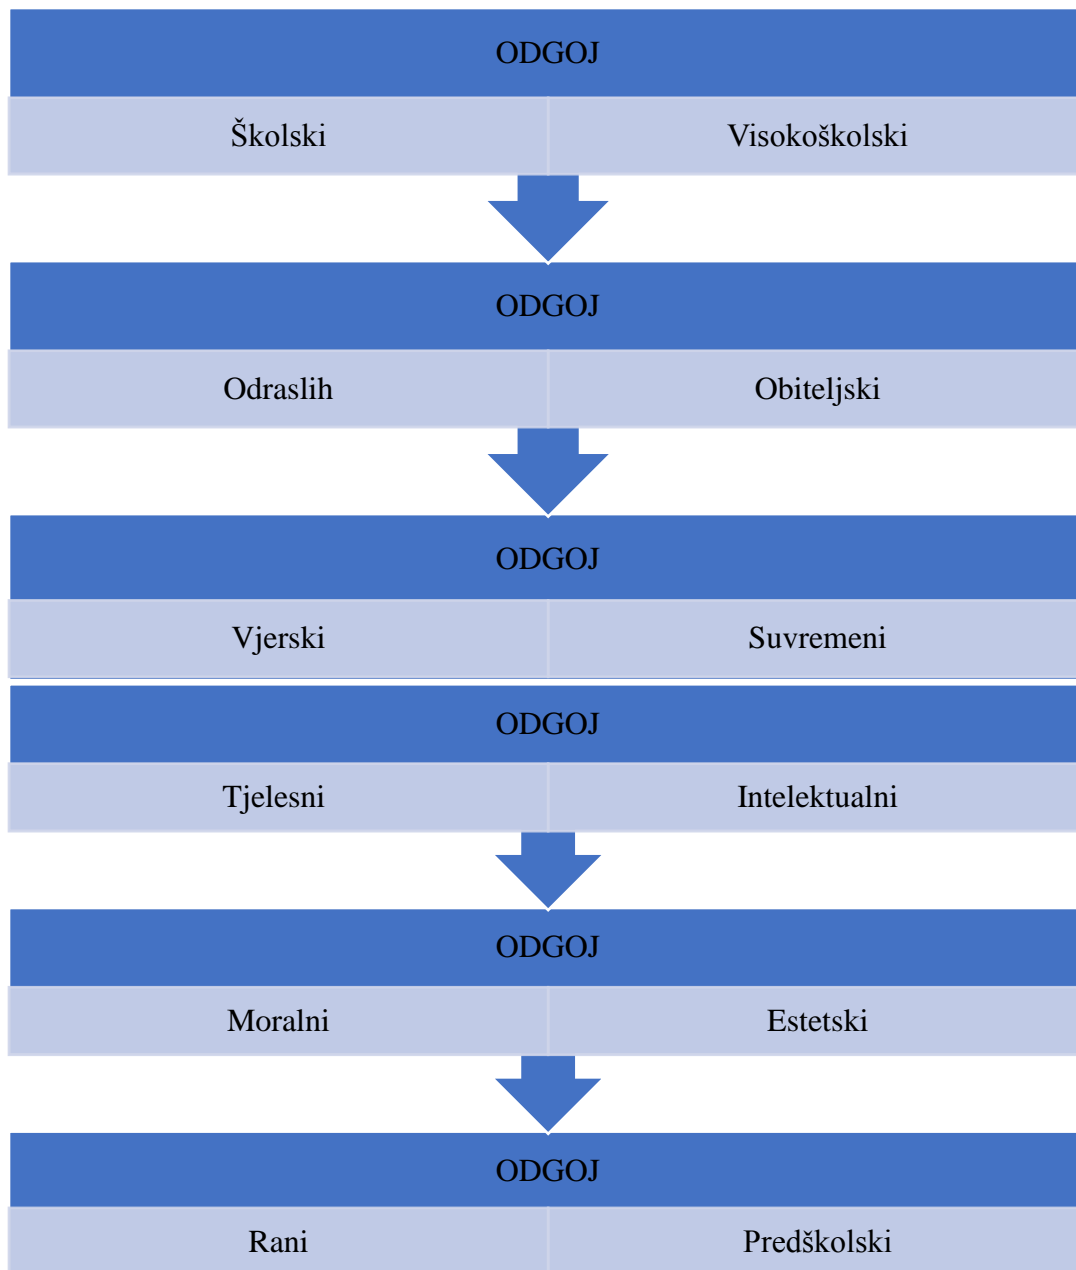 ODGOJ
Školski Visokoškolski
ODGOJ
Odraslih Obiteljski
ODGOJ
Vjerski Suvremeni
ODGOJ
Tjelesni Intelektualni
ODGOJ
Moralni Estetski
ODGOJ
Rani Predškolski